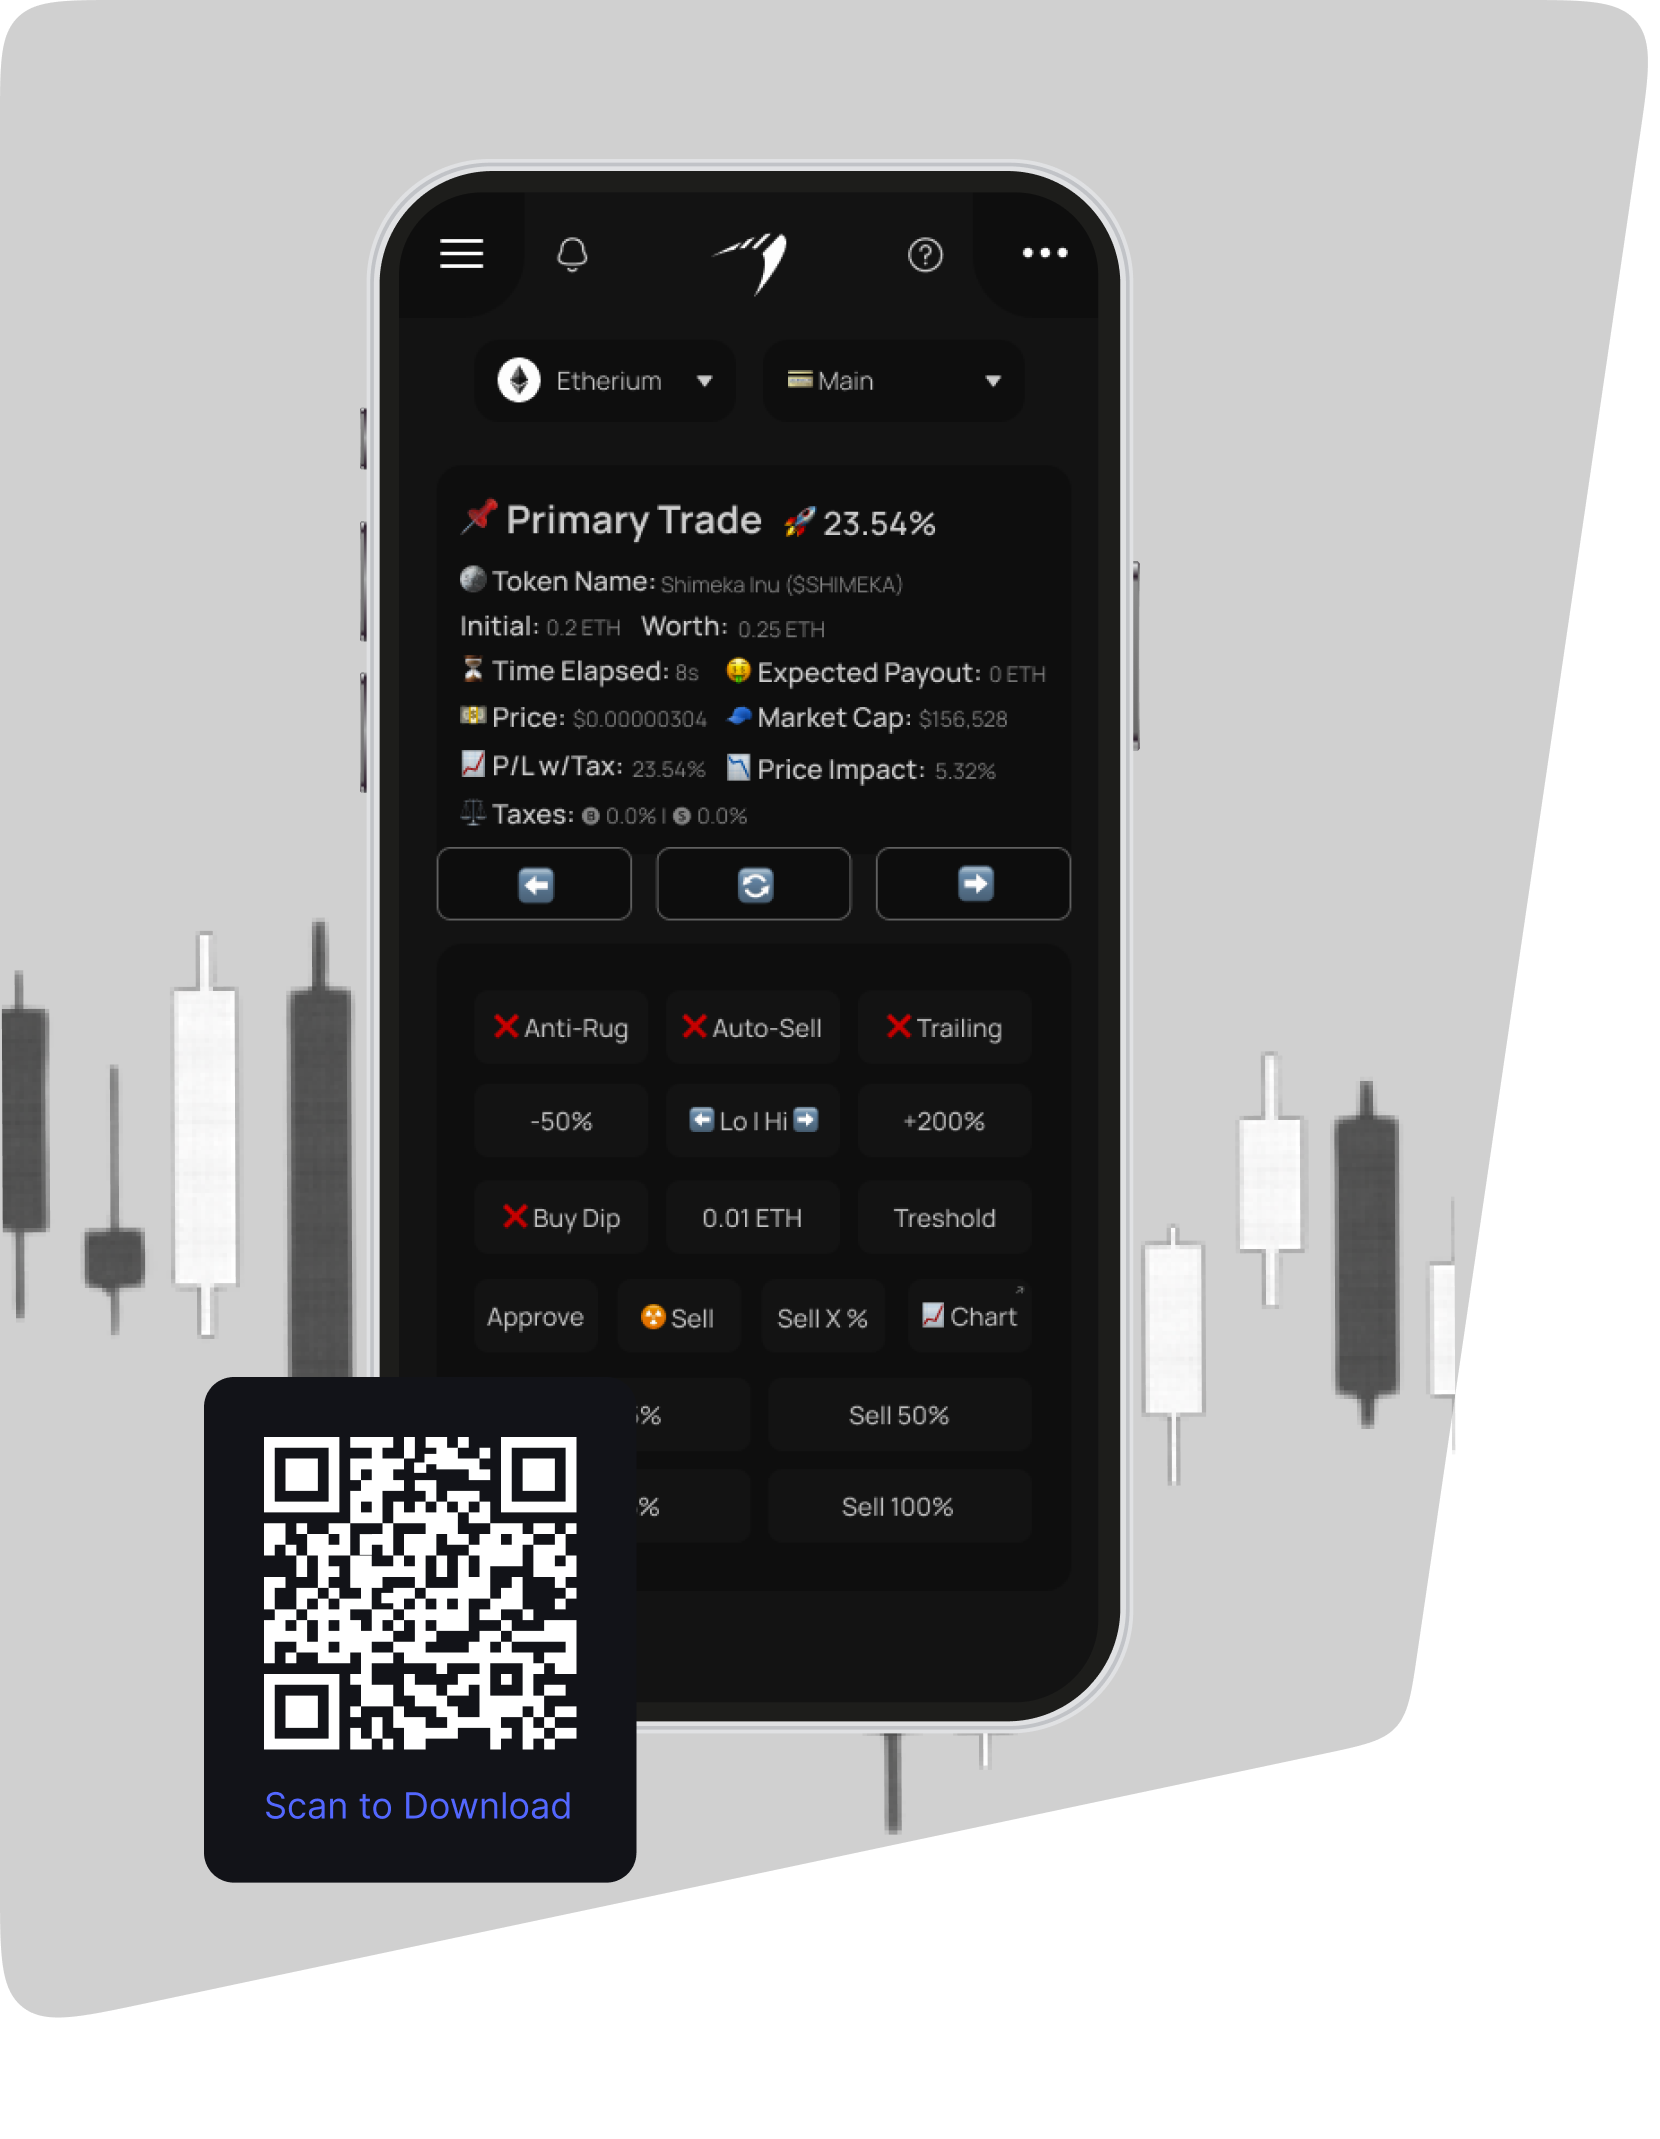 Etherium
Main
Primary Trade 23.54%
Token Name: Shimeka Inu ($SHIMEKA)
Initial: 0.2 ETH Worth: 0.25 ETH
Time Elapsed: 8s Expected Payout: 0 ETH
Price: $0.00000304 Market Cap: $156,528
P/L w/Tax: 23.54% Price Impact: 5.32%
Taxes: B 0.0% | S 0.0%
Anti-Rug Auto-Sell Trailing
-50% Lo | Hi +200%
Buy Dip 0.01 ETH Treshold
Approve Sell Sell X % Chart
% Sell 50%
% Sell 100%
Scan to Download